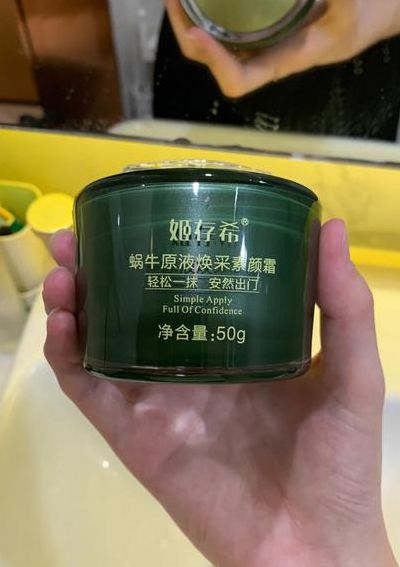 姬存希®
蜗牛原液焕采素颜霜
轻松一抹 安然出门
Simple Apply
Full Of Confidence
净含量:50g